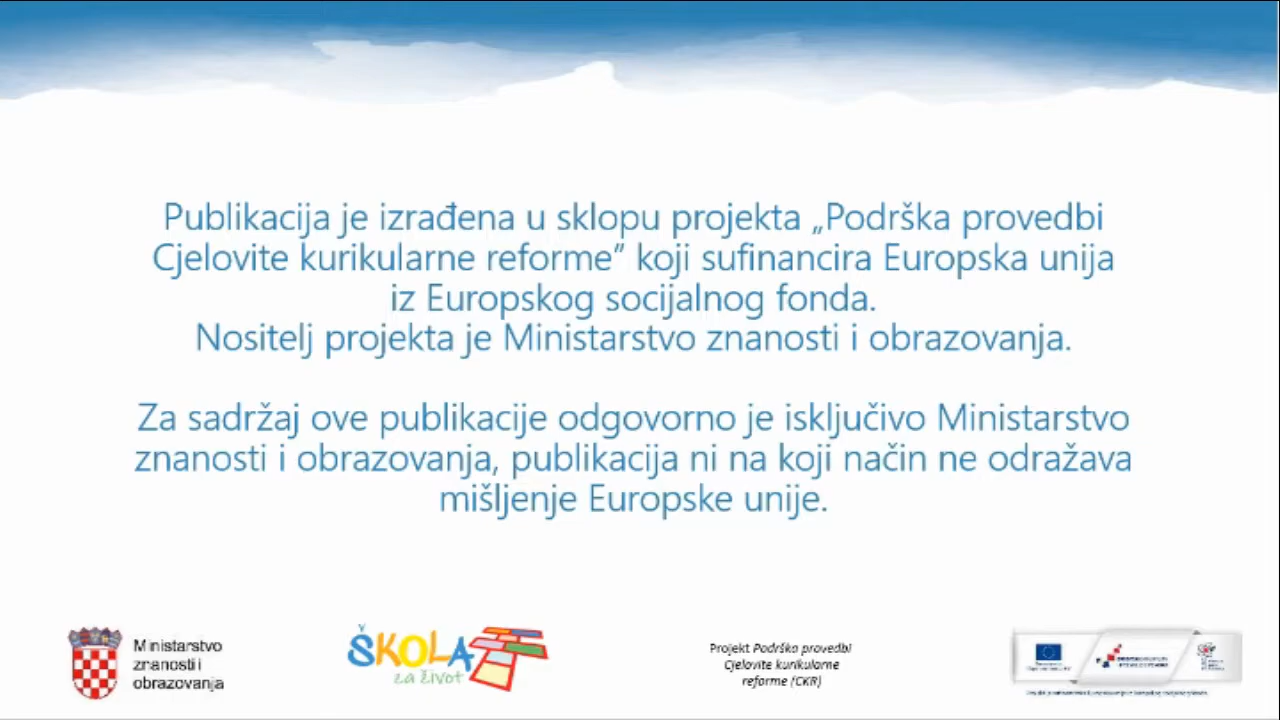 Publikacija je izrađena u sklopu projekta „Podrška provedbi
Cjelovite kurikularne reforme” koji sufinancira Europska unija
iz Europskog socijalnog fonda.
Nositelj projekta je Ministarstvo znanosti i obrazovanja.
Za sadržaj ove publikacije odgovorno je isključivo Ministarstvo
znanosti i obrazovanja, publikacija ni na koji način ne odražava
mišljenje Europske unije.
Ministarstvo
znanosti i
obrazovanja
ŠKOLA
za život
Projekt Podrška provedbi
Cjelovite kurikularne
reforme (CKR)